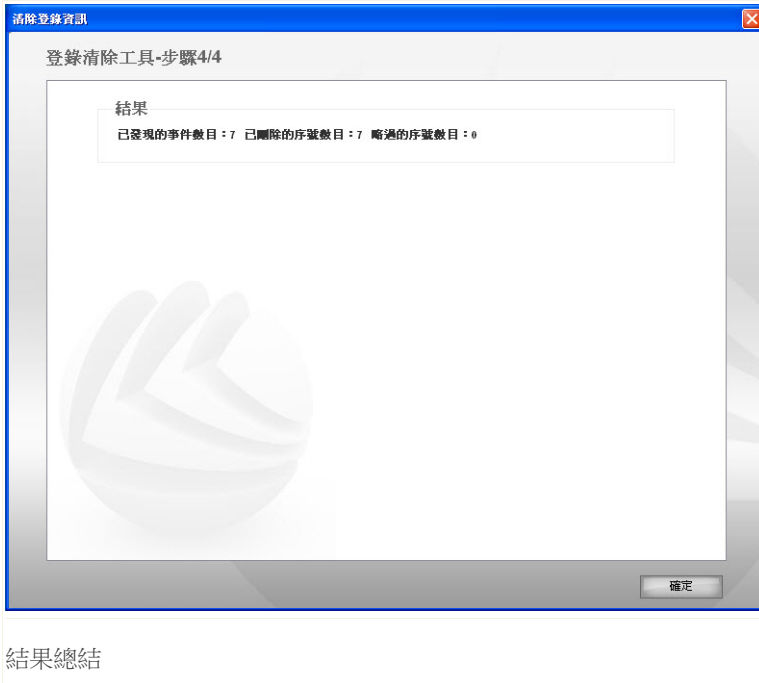 清除登錄資訊
登錄清除工具-步驟4/4
結果
已發現的事件數目：7 已刪除的序號數目：7 略過的序號數目：0
確定
結果總結